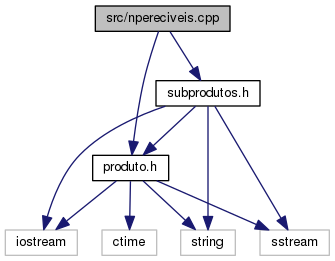 src/npereciveis.cpp
subprodutos.h
produto.h
iostream
ctime
string
sstream